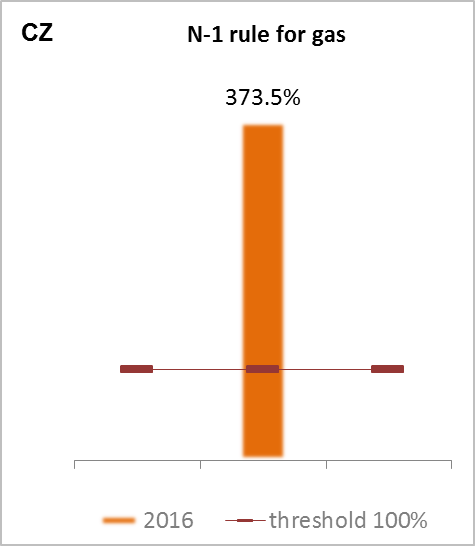 CZ
N-1 rule for gas
373.5%
2016
threshold 100%